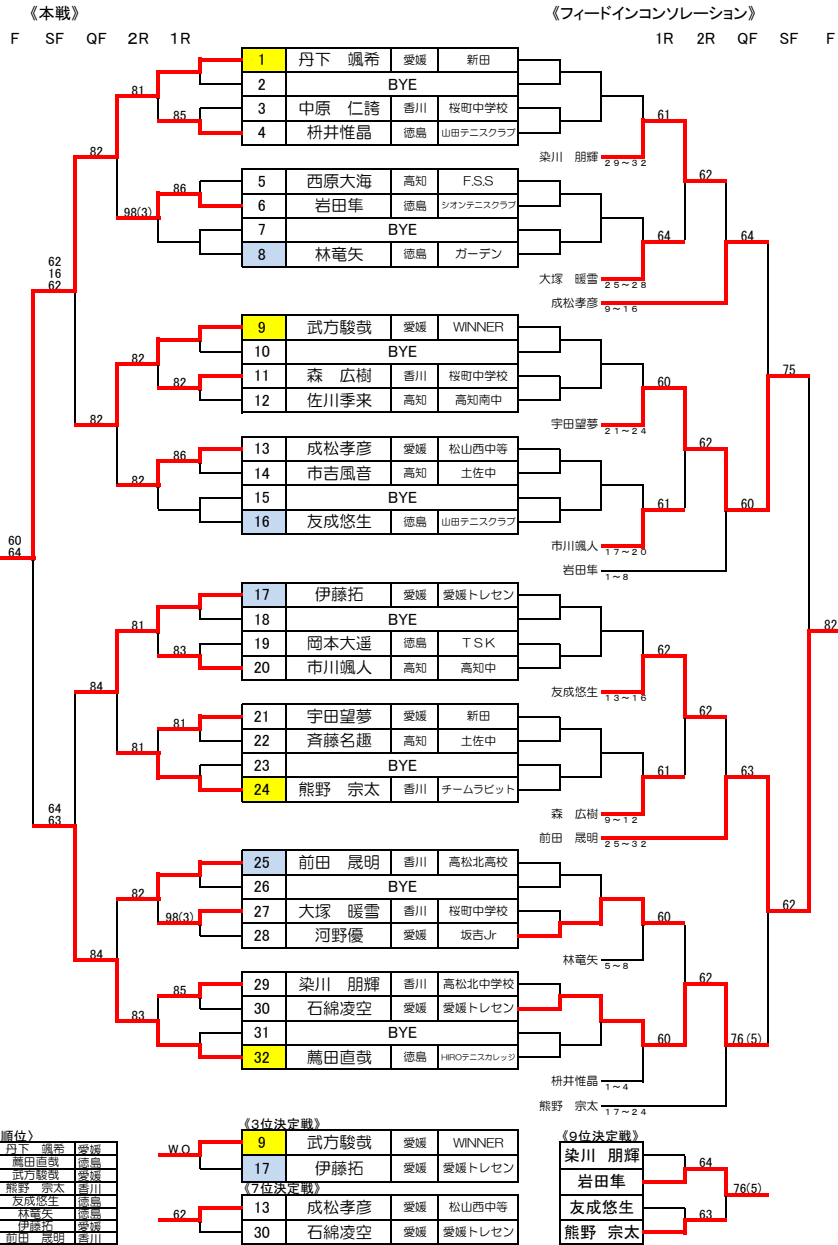 《本戦》 《フィードインコンソレーション》
F SF QF 2R 1R 1R 2R QF SF F
1 丹下 颯希 愛媛 新田
81
2 BYE
85 3 中原 仁誇 香川 桜町中学校 61
4 枡井惟晶 徳島 山田テニスクラブ
82 染川 朋輝 29~32
86 5 西原大海 高知 F.S.S 62
6 岩田隼 徳島 シオンテニスクラブ
98(3) 7 BYE 64 64
8 林竜矢 徳島 ガーデン
62 大塚 暖雪 25~28
16
62 成松孝彦 9~16
9 武方駿哉 愛媛 WINNER
82 10 BYE 75
82 11 森 広樹 香川 桜町中学校 60
12 佐川季来 高知 高知南中
82 宇田望夢 21~24
86 13 成松孝彦 愛媛 松山西中等 62
14 市吉風音 高知 土佐中
82 15 BYE 61 60
16 友成悠生 徳島 山田テニスクラブ
60 市川颯人 17~20
64 岩田隼 1~8
17 伊藤拓 愛媛 愛媛トレセン
81 18 BYE 82
83 19 岡本大遥 徳島 TSK 62
20 市川颯人 高知 高知中
84 友成悠生 13~16
81 21 宇田望夢 愛媛 新田 62
22 斉藤名趣 高知 土佐中
81 23 BYE 61 63
24 熊野 宗太 香川 チームラビット
64 森 広樹 9~12
63 前田 晟明 25~32
25 前田 晟明 香川 高松北高校
82 26 BYE 62
98(3) 27 大塚 暖雪 香川 桜町中学校 60
28 河野優 愛媛 坂吉Jr
84 林竜矢 5~8
85 29 染川 朋輝 香川 高松北中学校 62
30 石綿凌空 愛媛 愛媛トレセン
83 31 BYE 60 76(5)
32 薦田直哉 徳島 HIROテニスカレッジ
枡井惟晶 1~4
熊野 宗太 17~24
順位〉 《3位決定戦》 《9位決定戦》
丹下 颯希 愛媛 W.O 9 武方駿哉 愛媛 WINNER 染川 朋輝 64
薦田直哉 徳島
武方駿哉 愛媛 17 伊藤拓 愛媛 愛媛トレセン 岩田隼
熊野 宗太 香川 《7位決定戦》 76(5)
友成悠生 徳島 62 13 成松孝彦 愛媛 松山西中等 友成悠生 63
林竜矢 徳島
伊藤拓 愛媛 30 石綿凌空 愛媛 愛媛トレセン 熊野 宗太
前田 晟明 香川